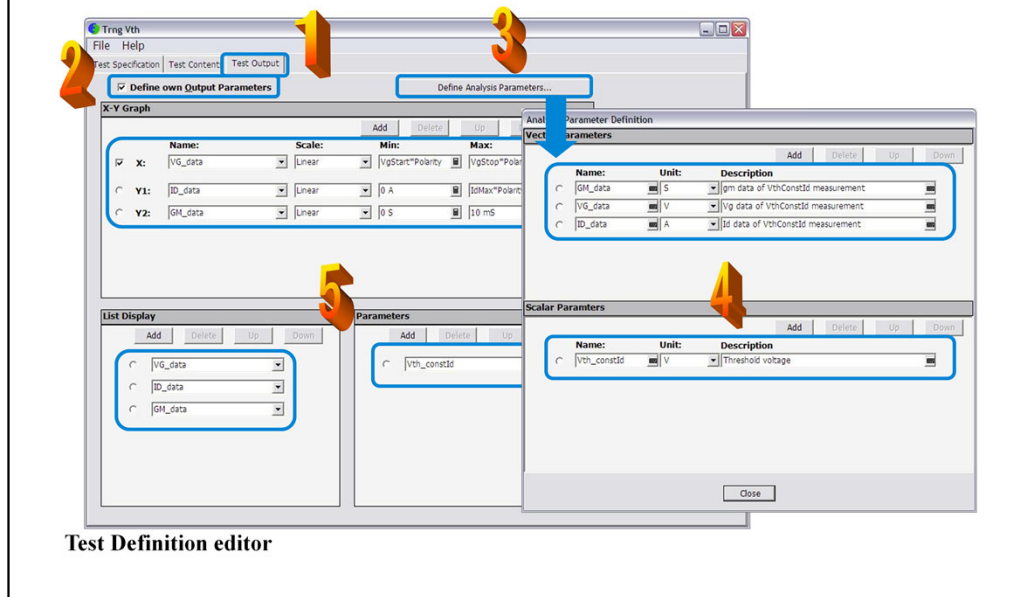 Trng Vth
File Help
1
2
3
Test Specification Test Content Test Output
Define own Output Parameters
Define Analysis Parameters...
X-Y Graph
Add Delete Up
Name: Scale: Min: Max:
X: VG_data Linear VgStart*Polarity VgStop*Polar
Y1: ID_data Linear 0 A IdMax*Polarit
Y2: GM_data Linear 0 S 10 mS
Parameter Definition
Vect Parameters
Add Delete Up Down
Name: Unit: Description
GM_data S gm data of VthConstId measurement
VG_data V Vg data of VthConstId measurement
ID_data A Id data of VthConstId measurement
4
Scalar Paramters
Add Delete Up Down
Name: Unit: Description
Vth_constId V Threshold voltage
Close
5
List Display
Add Delete Up Down
VG_data
ID_data
GM_data
Parameters
Add Delete Up
Vth_constId
Test Definition editor